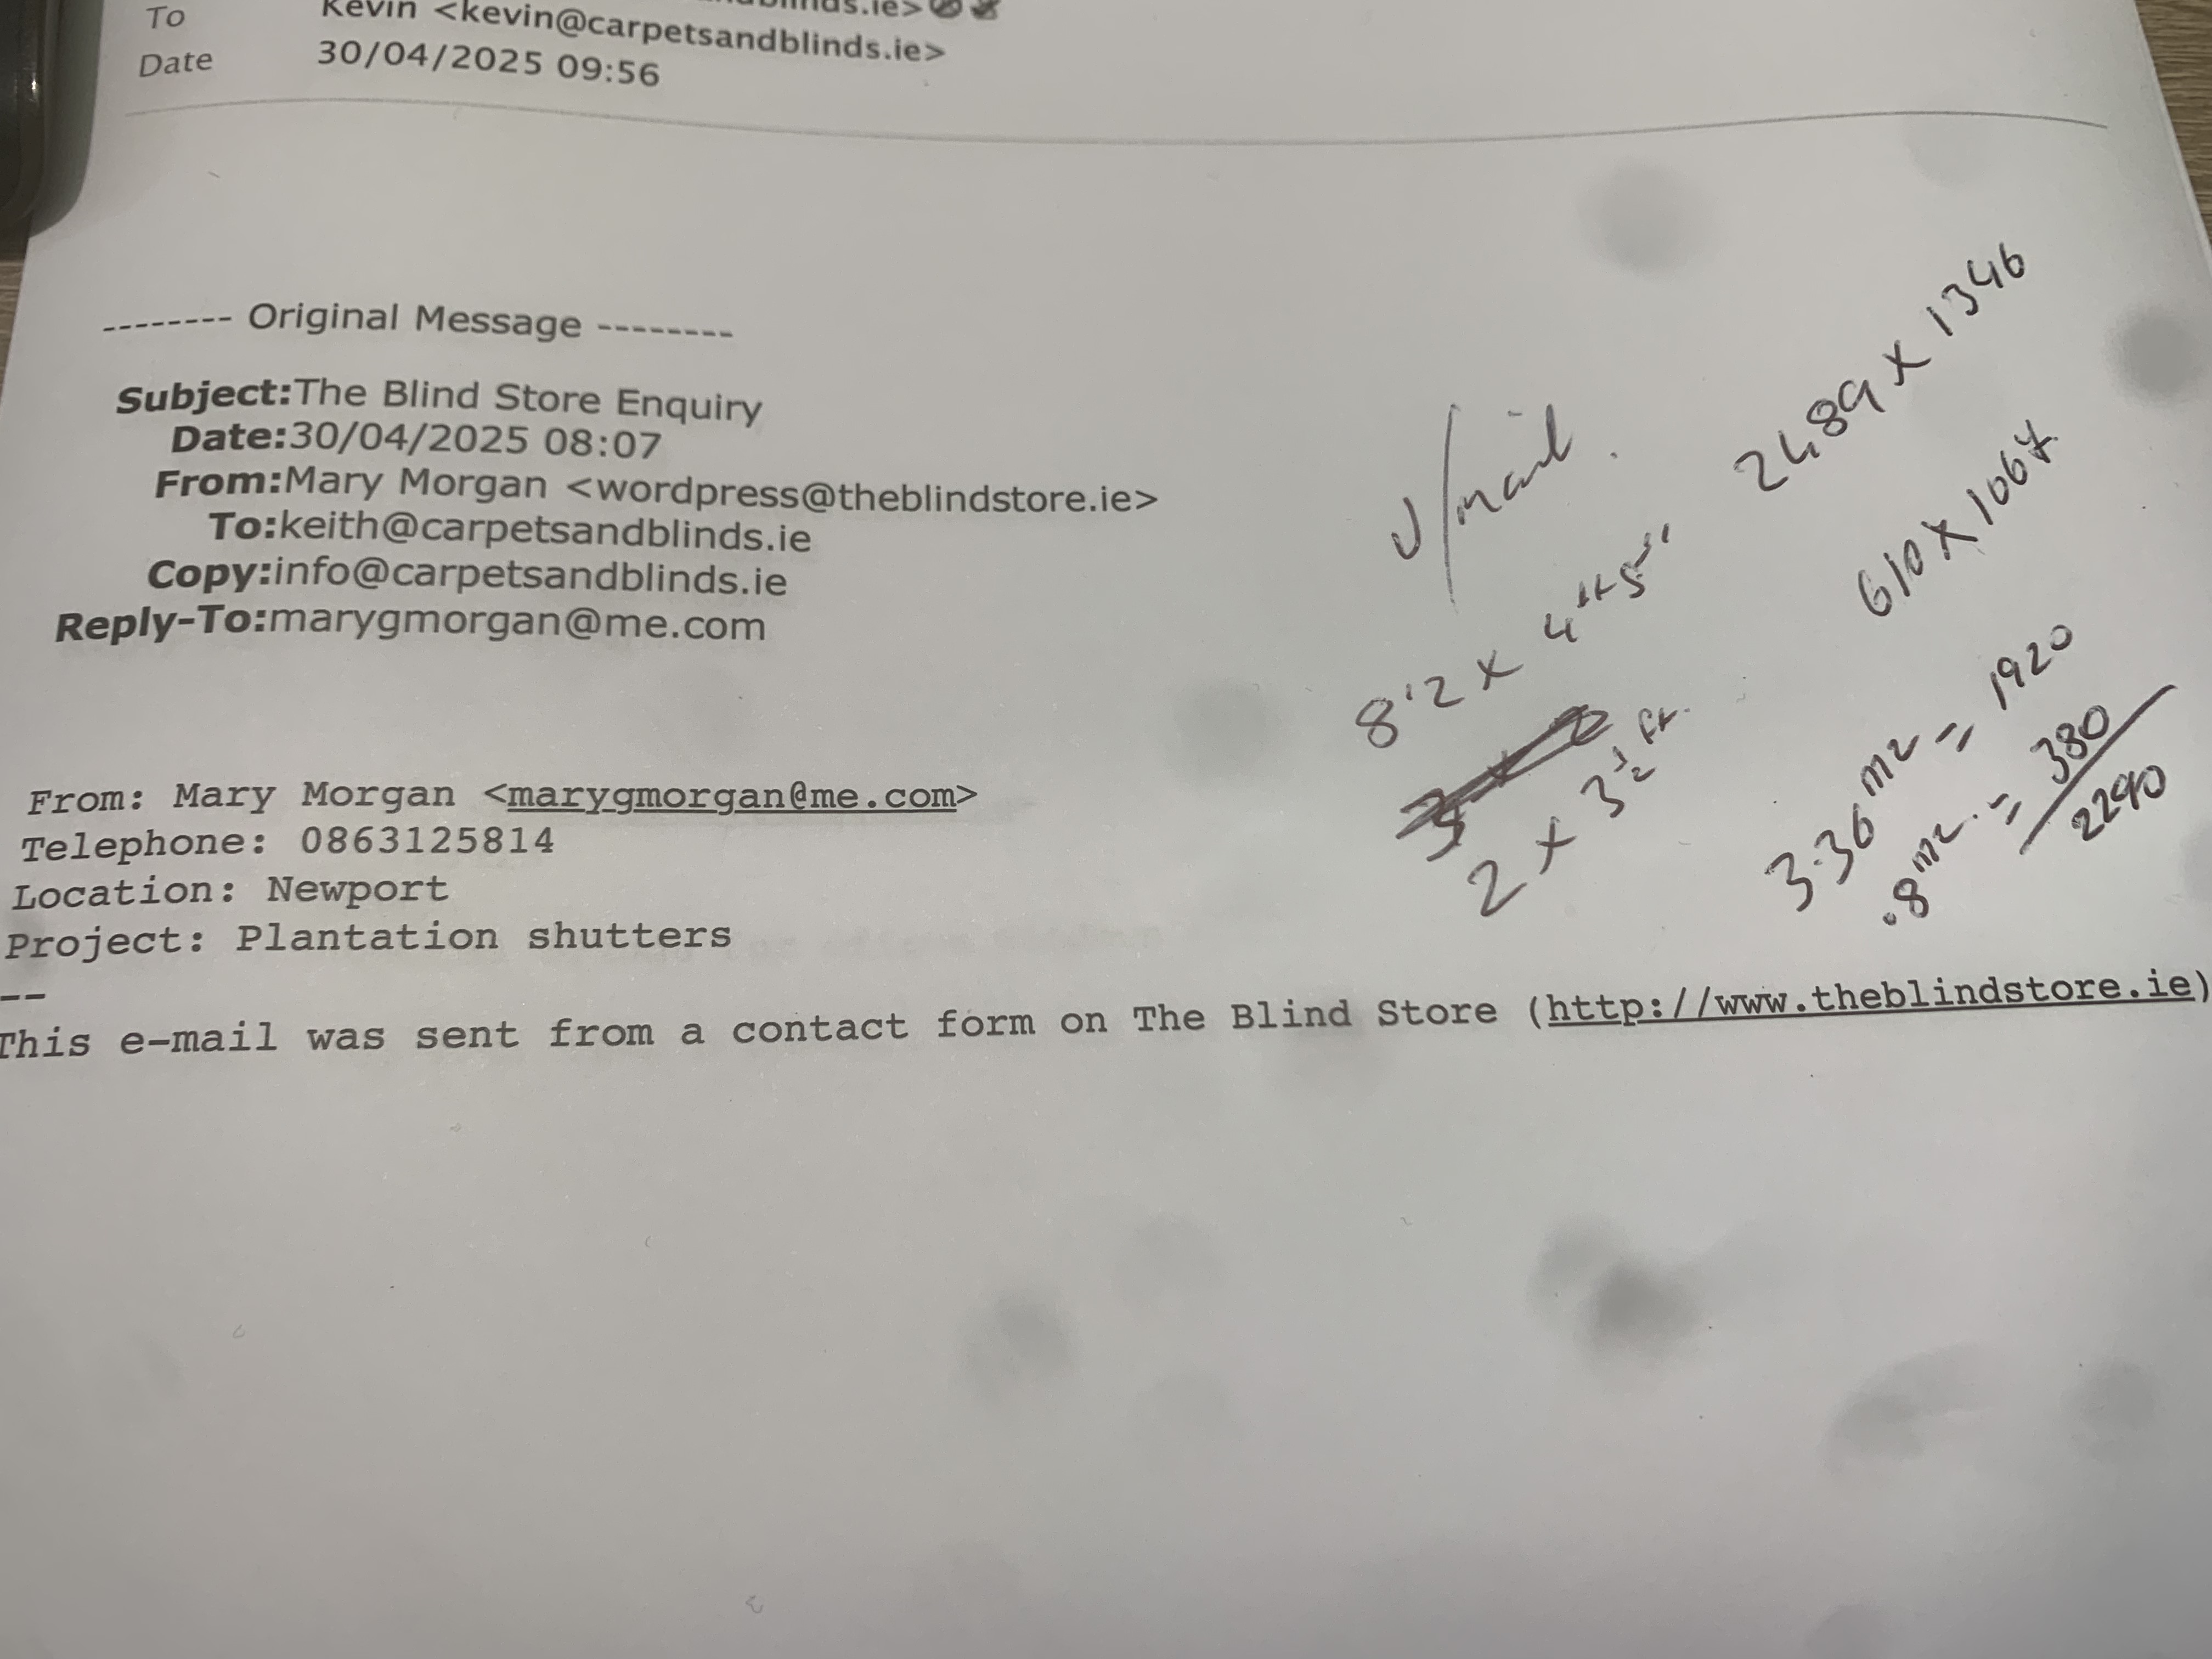 To Kevin <kevin@carpetsandblinds.ie>
Date 30/04/2025 09:56
-------- Original Message --------
Subject:The Blind Store Enquiry
Date:30/04/2025 08:07
From:Mary Morgan <wordpress@theblindstore.ie>
To:keith@carpetsandblinds.ie
Copy:info@carpetsandblinds.ie
Reply-To:marygmorgan@me.com
From: Mary Morgan <marygmorgan@me.com>
Telephone: 0863125814
Location: Newport
Project: Plantation shutters
--
This e-mail was sent from a contact form on The Blind Store (http://www.theblindstore.ie)
V/mail.
8'2 x 4ft 5"
2 x 3 1/2 ft.
2489 x 1346
610 x 1067
3.36 m2 = 1920
.8 m2. = 380
2290